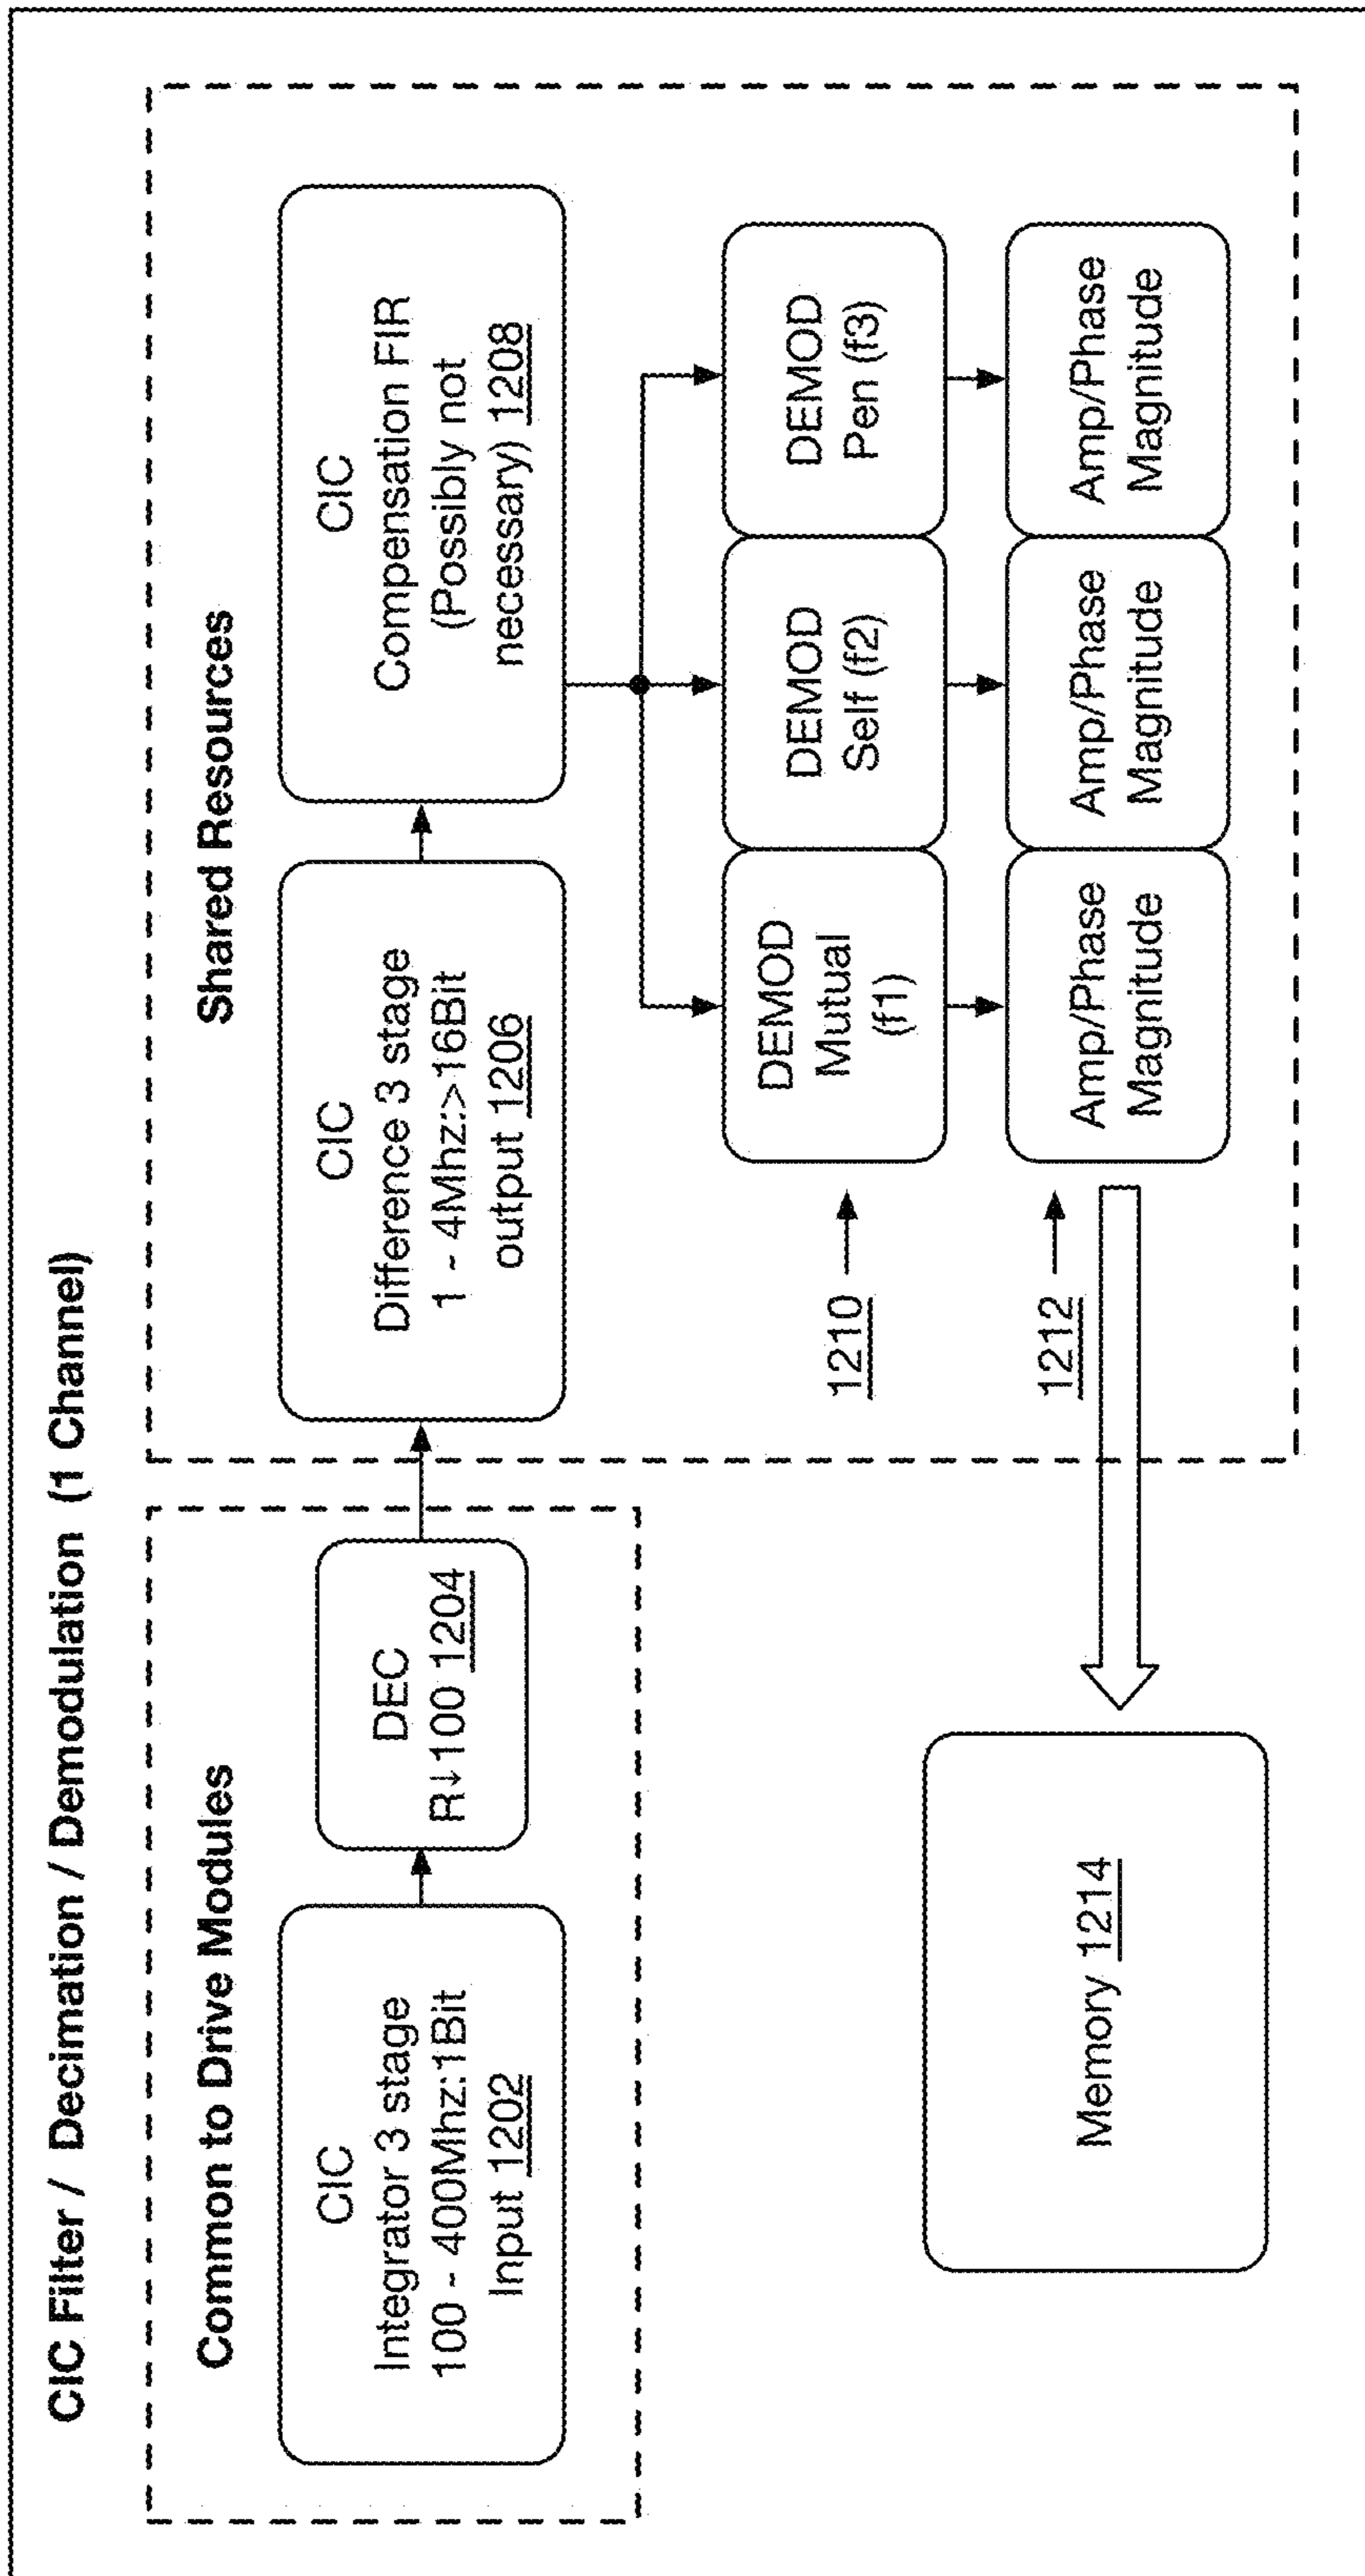 CIC Filter / Decimation / Demodulation (1 Channel)
Common to Drive Modules
CIC
Integrator 3 stage
100 - 400Mhz:1Bit
Input 1202
DEC
R↓100 1204
Shared Resources
CIC
Difference 3 stage
1 - 4Mhz:>16Bit
output 1206
CIC
Compensation FIR
(Possibly not
necessary) 1208
1210
DEMOD
Mutual
(f1)
DEMOD
Self (f2)
DEMOD
Pen (f3)
1212
Amp/Phase
Magnitude
Amp/Phase
Magnitude
Amp/Phase
Magnitude
Memory 1214